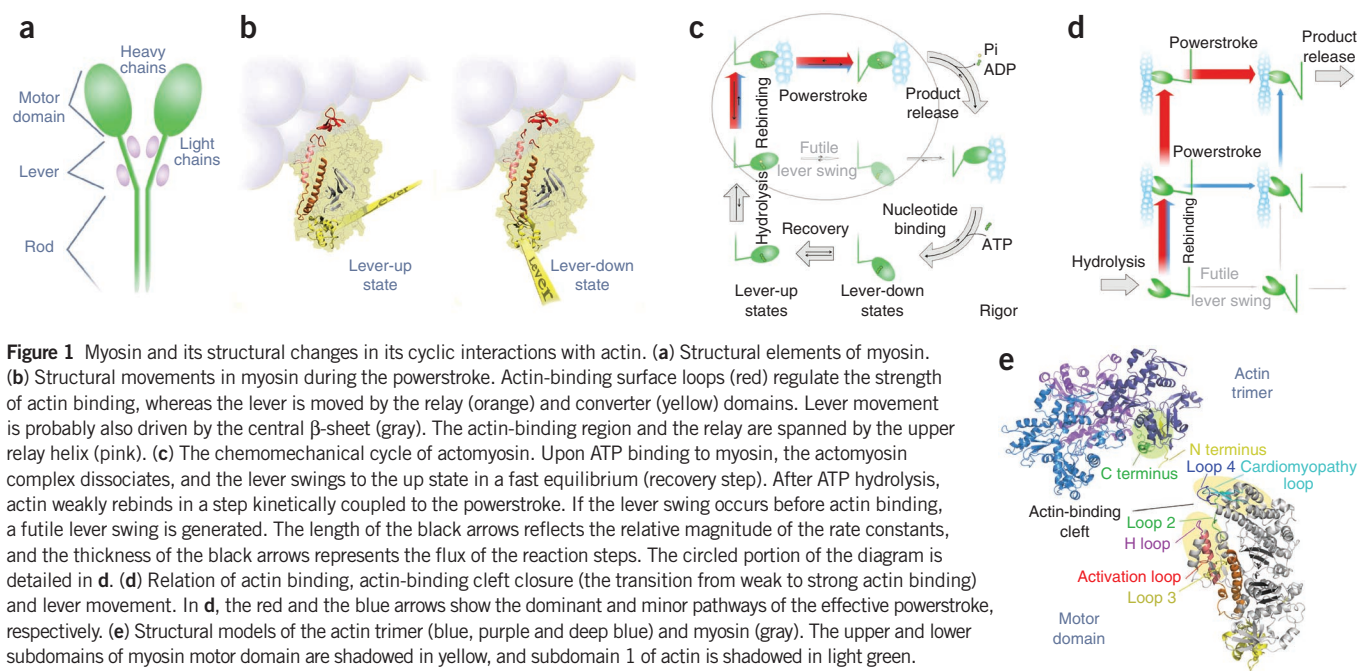 a
Heavy
chains
Motor
domain
Light
chains
Lever
Rod
b
Lever
Lever
Lever-up
state
Lever-down
state
c
Pi
ADP
Powerstroke
Product
release
Rebinding
Futile
lever swing
Hydrolysis
Nucleotide
binding
Recovery
ATP
Lever-up
states
Lever-down
states
Rigor
d
Powerstroke
Product
release
Powerstroke
Rebinding
Hydrolysis
Futile
lever swing
Figure 1 Myosin and its structural changes in its cyclic interactions with actin. (a) Structural elements of myosin.
(b) Structural movements in myosin during the powerstroke. Actin-binding surface loops (red) regulate the strength
of actin binding, whereas the lever is moved by the relay (orange) and converter (yellow) domains. Lever movement
is probably also driven by the central β-sheet (gray). The actin-binding region and the relay are spanned by the upper
relay helix (pink). (c) The chemomechanical cycle of actomyosin. Upon ATP binding to myosin, the actomyosin
complex dissociates, and the lever swings to the up state in a fast equilibrium (recovery step). After ATP hydrolysis,
actin weakly rebinds in a step kinetically coupled to the powerstroke. If the lever swing occurs before actin binding,
a futile lever swing is generated. The length of the black arrows reflects the relative magnitude of the rate constants,
and the thickness of the black arrows represents the flux of the reaction steps. The circled portion of the diagram is
detailed in d. (d) Relation of actin binding, actin-binding cleft closure (the transition from weak to strong actin binding)
and lever movement. In d, the red and the blue arrows show the dominant and minor pathways of the effective powerstroke,
respectively. (e) Structural models of the actin trimer (blue, purple and deep blue) and myosin (gray). The upper and lower
subdomains of myosin motor domain are shadowed in yellow, and subdomain 1 of actin is shadowed in light green.
e
Actin
trimer
N terminus
C terminus
Loop 4
Cardiomyopathy
loop
Actin-binding
cleft
Loop 2
H loop
Activation loop
Loop 3
Motor
domain